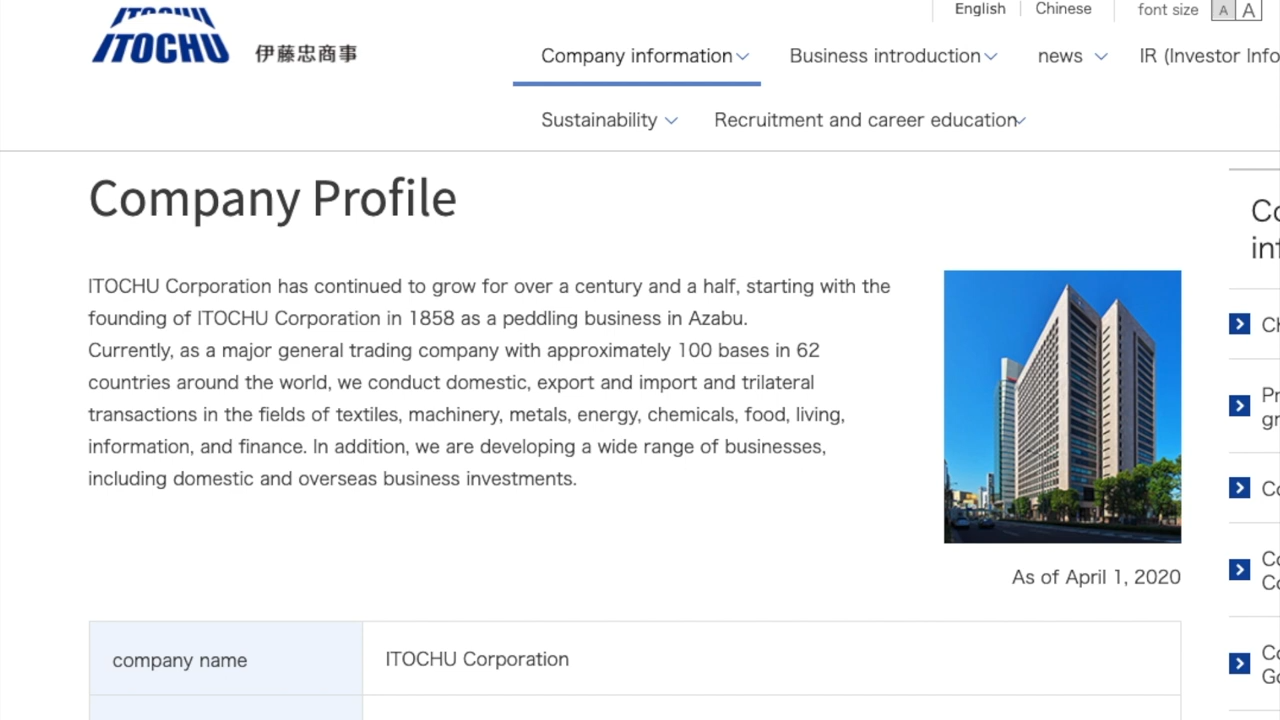 English
Chinese
font size
A
A
ITOCHU
ITOCHU
伊藤忠商事
Company information
Business introduction
news
IR (Investor Info
Sustainability
Recruitment and career education
Company Profile
ITOCHU Corporation has continued to grow for over a century and a half, starting with the
founding of ITOCHU Corporation in 1858 as a peddling business in Azabu.
Currently, as a major general trading company with approximately 100 bases in 62
countries around the world, we conduct domestic, export and import and trilateral
transactions in the fields of textiles, machinery, metals, energy, chemicals, food, living,
information, and finance. In addition, we are developing a wide range of businesses,
including domestic and overseas business investments.
As of April 1, 2020
company name
ITOCHU Corporation